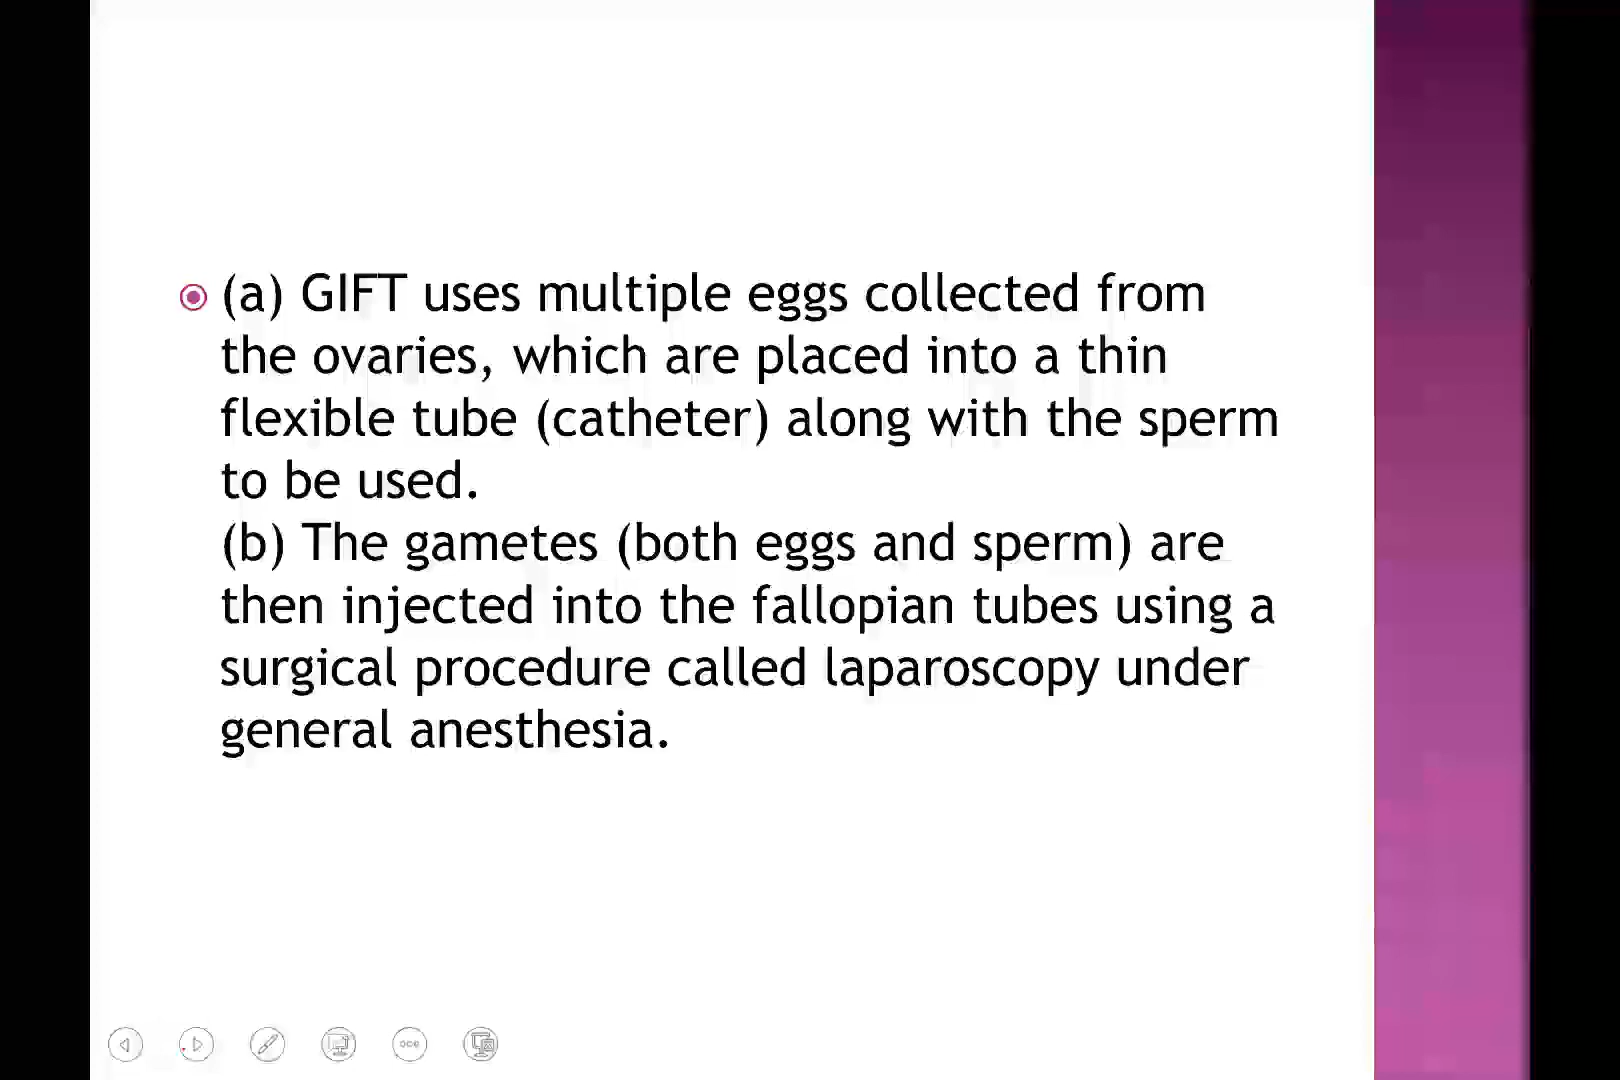 (a) GIFT uses multiple eggs collected from
the ovaries, which are placed into a thin
flexible tube (catheter) along with the sperm
to be used.
(b) The gametes (both eggs and sperm) are
then injected into the fallopian tubes using a
surgical procedure called laparoscopy under
general anesthesia.